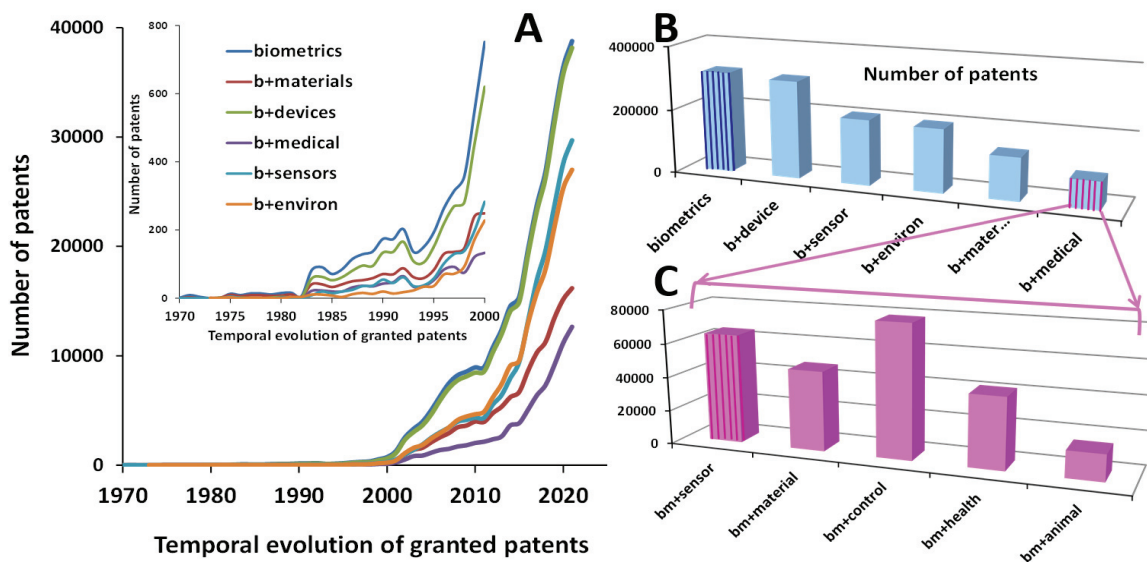 A
Number of patents
40000
30000
20000
10000
0
1970
1980
1990
2000
2010
2020
Temporal evolution of granted patents
Number of patents
800
600
400
200
0
1970
1975
1980
1985
1990
1995
2000
Temporal evolution of granted patents
biometrics
b+materials
b+devices
b+medical
b+sensors
b+environ
B
Number of patents
400000
200000
0
biometrics
b+device
b+sensor
b+environ
b+mater...
b+medical
C
80000
60000
40000
20000
0
bm+sensor
bm+material
bm+control
bm+health
bm+animal